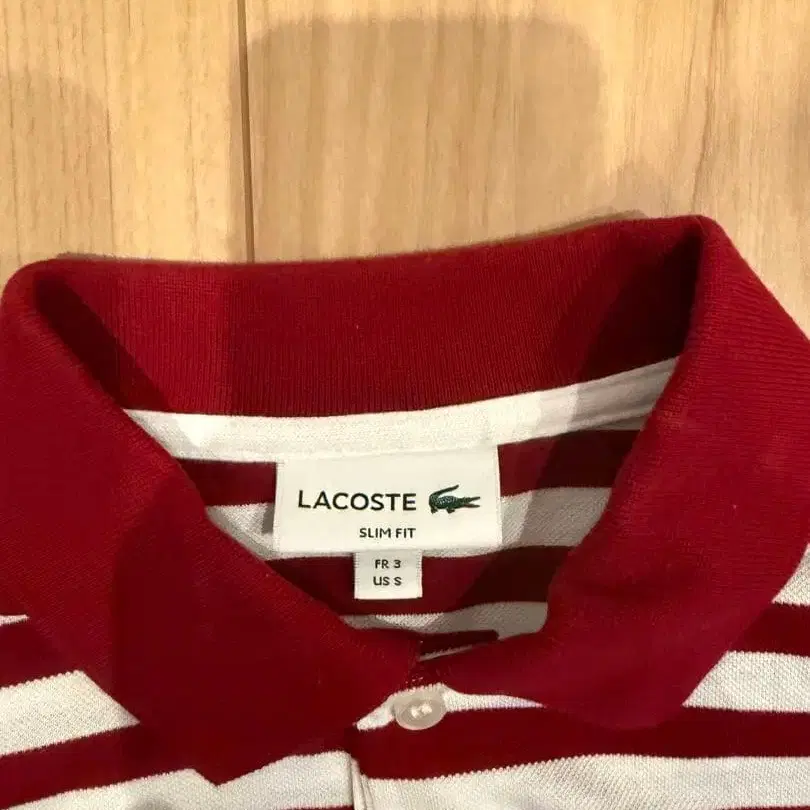 LACOSTE
SLIM FIT
FR 3
US S